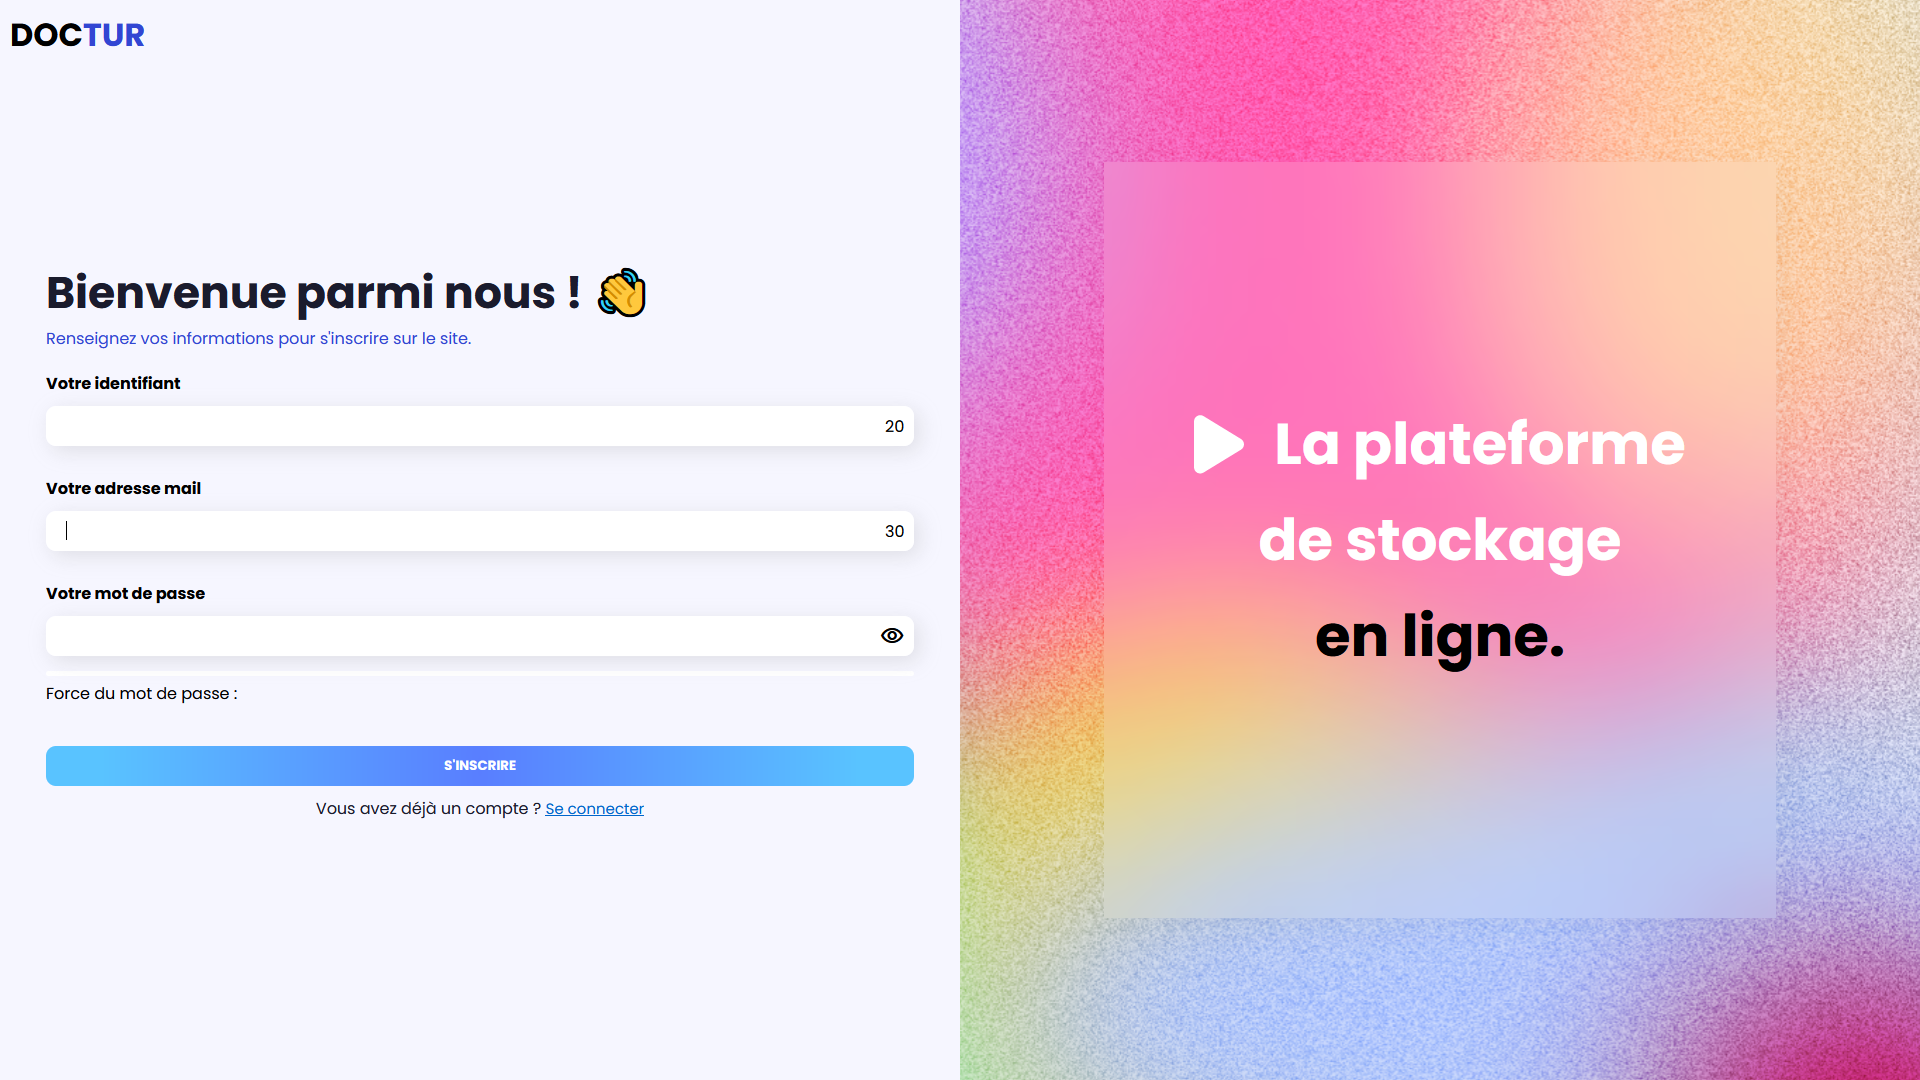 DOCTUR
Bienvenue parmi nous ! 👋
Renseignez vos informations pour s'inscrire sur le site.
Votre identifiant
20
Votre adresse mail
30
Votre mot de passe
Force du mot de passe :
S'INSCRIRE
Vous avez déjà un compte ? Se connecter
La plateforme
de stockage
en ligne.